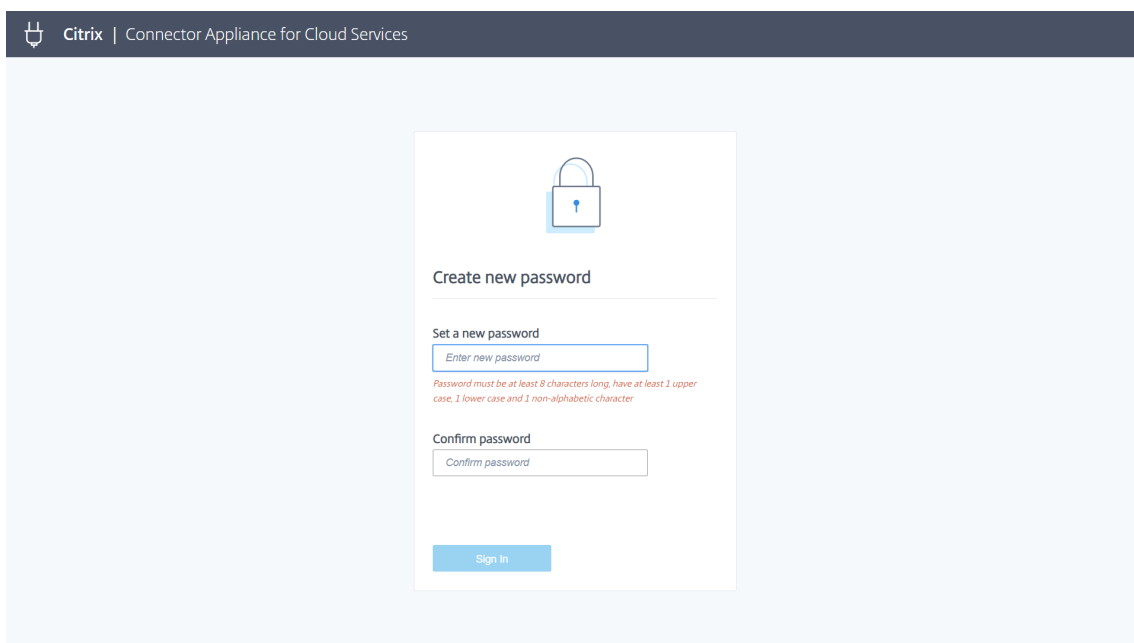 Citrix | Connector Appliance for Cloud Services
Create new password
Set a new password
Enter new password
Password must be at least 8 characters long, have at least 1 upper
case, 1 lower case and 1 non-alphabetic character
Confirm password
Confirm password
Sign In